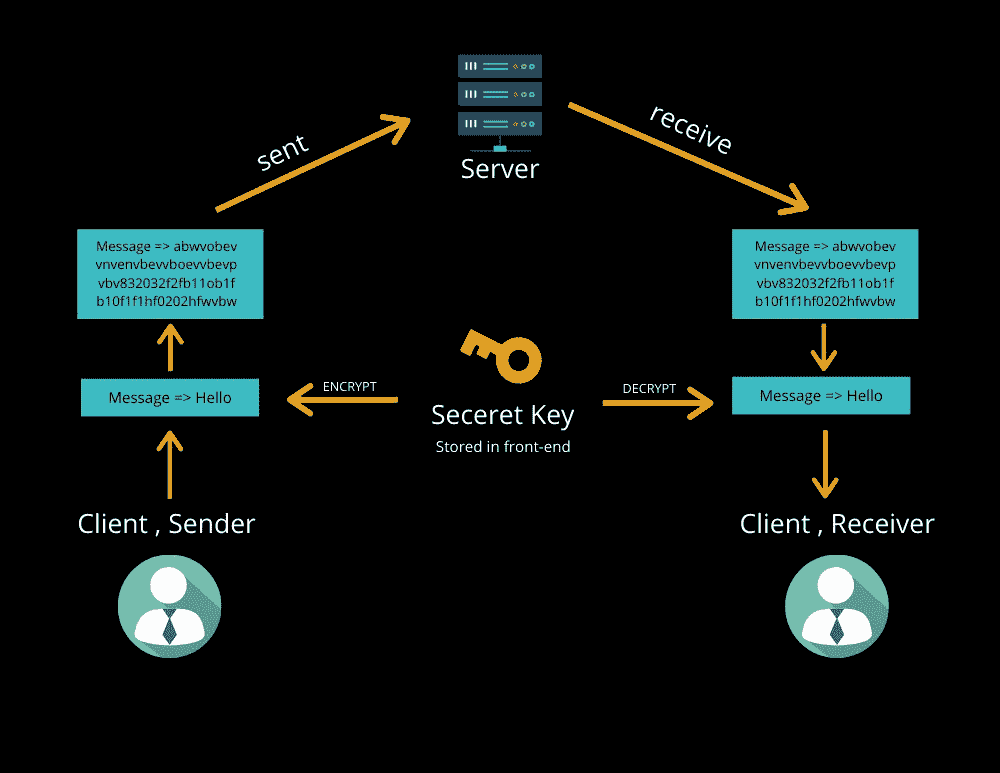 sent
receive
Server
Message => abwvobev
vnvenvbevvboevvbevp
vbv832032f2fb11ob1f
b10f1f1hf0202hfwvbw
Message => abwvobev
vnvenvbevvboevvbevp
vbv832032f2fb11ob1f
b10f1f1hf0202hfwvbw
Message => Hello
ENCRYPT
DECRYPT
Message => Hello
Seceret Key
Stored in front-end
Client , Sender
Client , Receiver